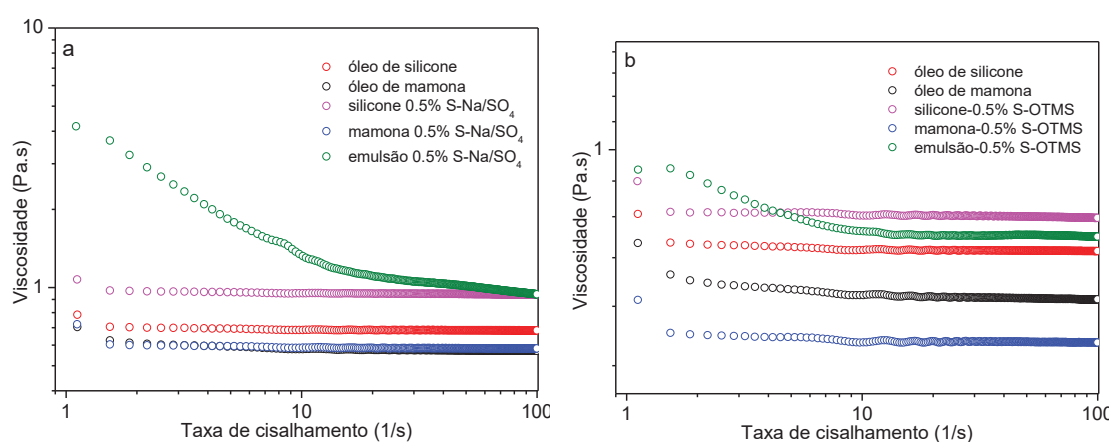 10
a
óleo de silicone
óleo de mamona
silicone 0.5% S-Na/SO4
mamona 0.5% S-Na/SO4
emulsão 0.5% S-Na/SO4
Viscosidade (Pa.s)
1
1
10
100
Taxa de cisalhamento (1/s)
b
óleo de silicone
óleo de mamona
silicone-0.5% S-OTMS
mamona-0.5% S-OTMS
emulsão-0.5% S-OTMS
Viscosidade (Pa.s)
1
1
10
100
Taxa de cisalhamento (1/s)